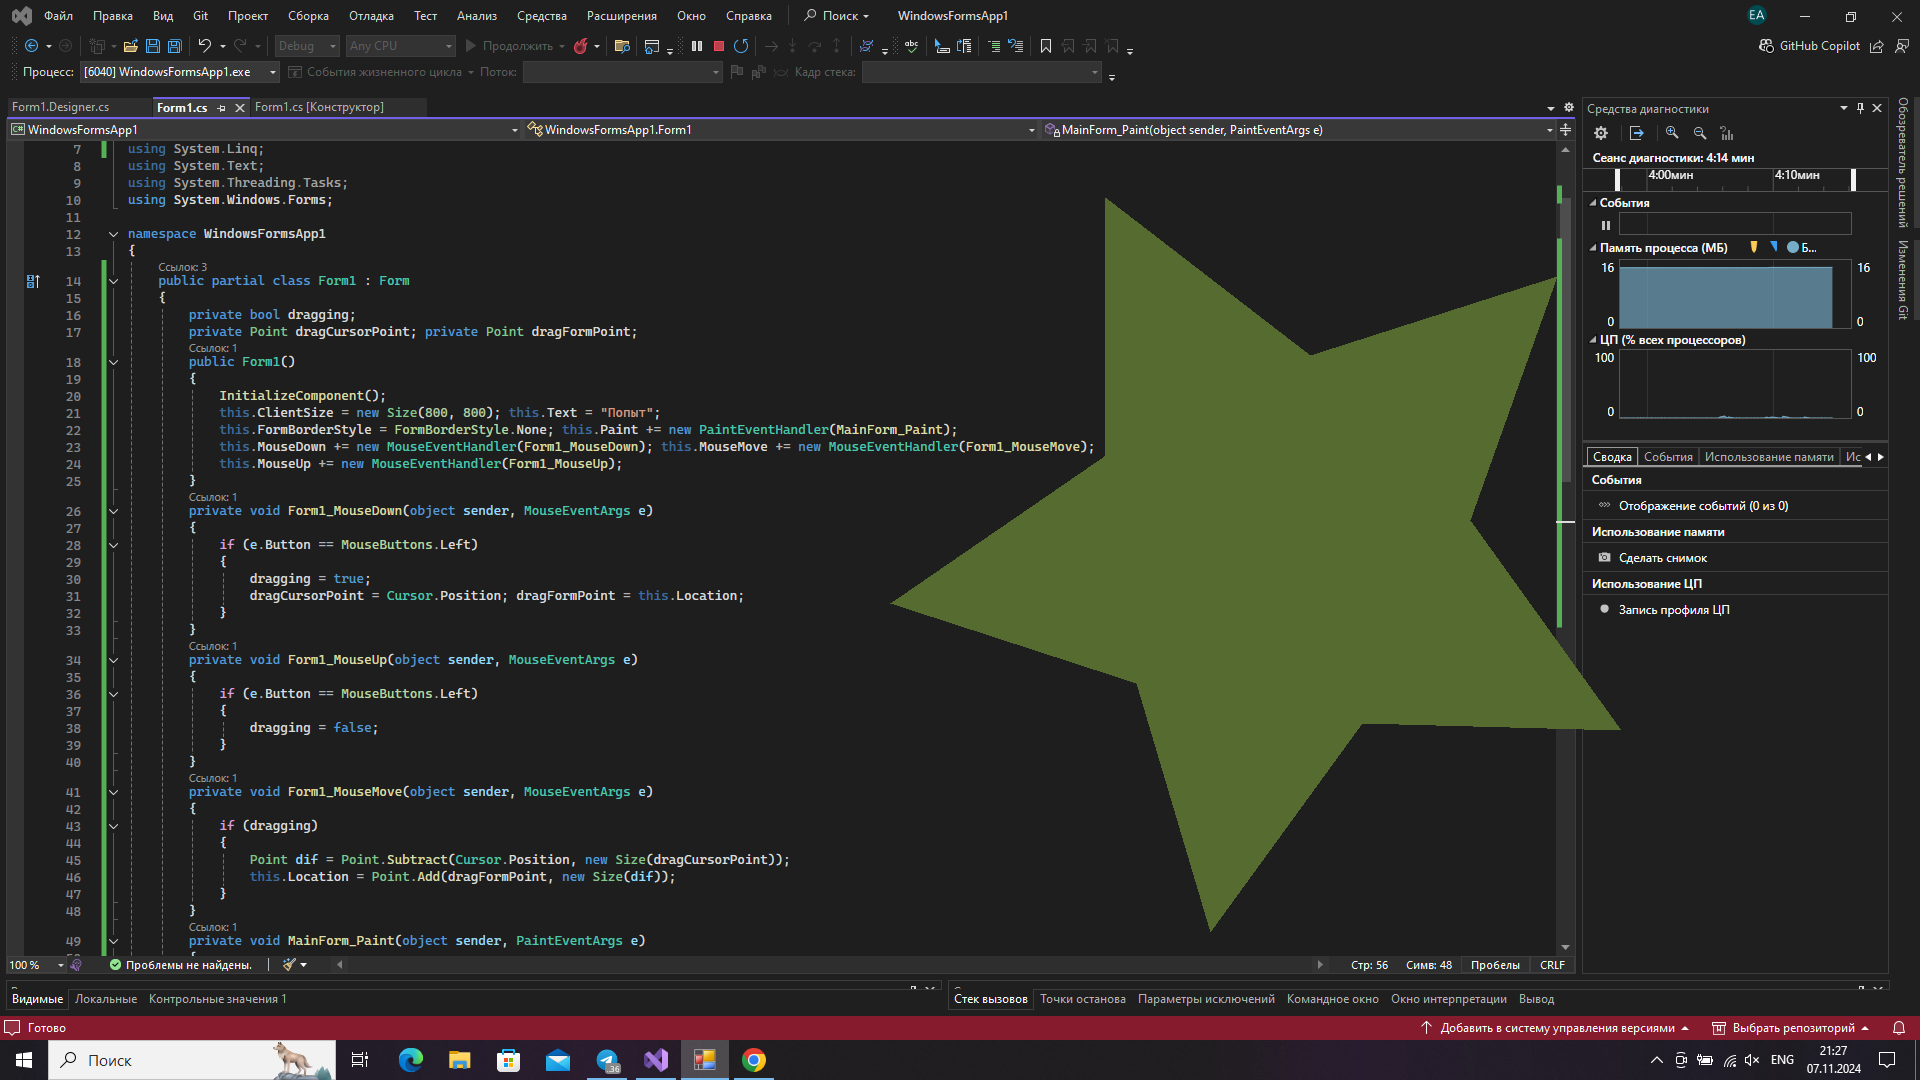 Файл Правка Вид Git Проект Сборка Отладка Тест Анализ Средства Расширения Окно Справка Поиск WindowsFormsApp1 EA
Debug Any CPU Продолжить GitHub Copilot
Процесс: [6040] WindowsFormsApp1.exe События жизненного цикла Поток: Кадр стека:
Form1.Designer.cs Form1.cs Form1.cs [Конструктор]
WindowsFormsApp1 WindowsFormsApp1.Form1 MainForm_Paint(object sender, PaintEventArgs e)
7 using System.Linq;
8 using System.Text;
9 using System.Threading.Tasks;
10 using System.Windows.Forms;
11
12 namespace WindowsFormsApp1
13 {
Ссылок: 3
14 public partial class Form1 : Form
15 {
16 private bool dragging;
17 private Point dragCursorPoint; private Point dragFormPoint;
Ссылок: 1
18 public Form1()
19 {
20 InitializeComponent();
21 this.ClientSize = new Size(800, 800); this.Text = "Попыт";
22 this.FormBorderStyle = FormBorderStyle.None; this.Paint += new PaintEventHandler(MainForm_Paint);
23 this.MouseDown += new MouseEventHandler(Form1_MouseDown); this.MouseMove += new MouseEventHandler(Form1_MouseMove);
24 this.MouseUp += new MouseEventHandler(Form1_MouseUp);
25 }
Ссылок: 1
26 private void Form1_MouseDown(object sender, MouseEventArgs e)
27 {
28 if (e.Button == MouseButtons.Left)
29 {
30 dragging = true;
31 dragCursorPoint = Cursor.Position; dragFormPoint = this.Location;
32 }
33 }
Ссылок: 1
34 private void Form1_MouseUp(object sender, MouseEventArgs e)
35 {
36 if (e.Button == MouseButtons.Left)
37 {
38 dragging = false;
39 }
40 }
Ссылок: 1
41 private void Form1_MouseMove(object sender, MouseEventArgs e)
42 {
43 if (dragging)
44 {
45 Point dif = Point.Subtract(Cursor.Position, new Size(dragCursorPoint));
46 this.Location = Point.Add(dragFormPoint, new Size(dif));
47 }
48 }
Ссылок: 1
49 private void MainForm_Paint(object sender, PaintEventArgs e)
100 % Проблемы не найдены. Стр: 56 Симв: 48 Пробелы CRLF
Средства диагностики
Сеанс диагностики: 4:14 мин
4:00мин 4:10мин
События
Память процесса (МБ) Б...
16 16
0 0
ЦП (% всех процессоров)
100 100
0 0
Сводка События Использование памяти Ис
События
Отображение событий (0 из 0)
Использование памяти
Сделать снимок
Использование ЦП
Запись профиля ЦП
Обозреватель решений
Изменения Git
Видимые Локальные Контрольные значения 1
Стек вызовов Точки останова Параметры исключений Командное окно Окно интерпретации Вывод
Готово Добавить в систему управления версиями Выбрать репозиторий
Поиск .36 ENG 21:27
07.11.2024